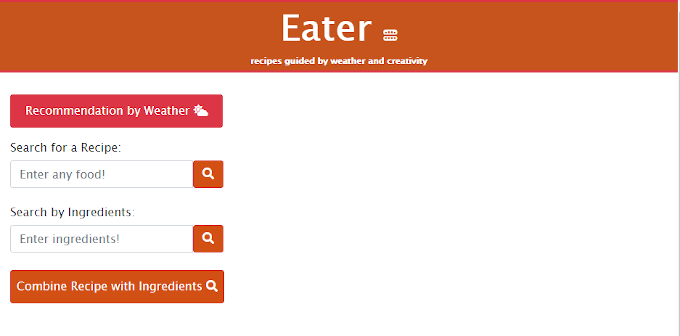 Eater
recipes guided by weather and creativity
Recommendation by Weather
Search for a Recipe:
Enter any food!
Search by Ingredients:
Enter ingredients!
Combine Recipe with Ingredients